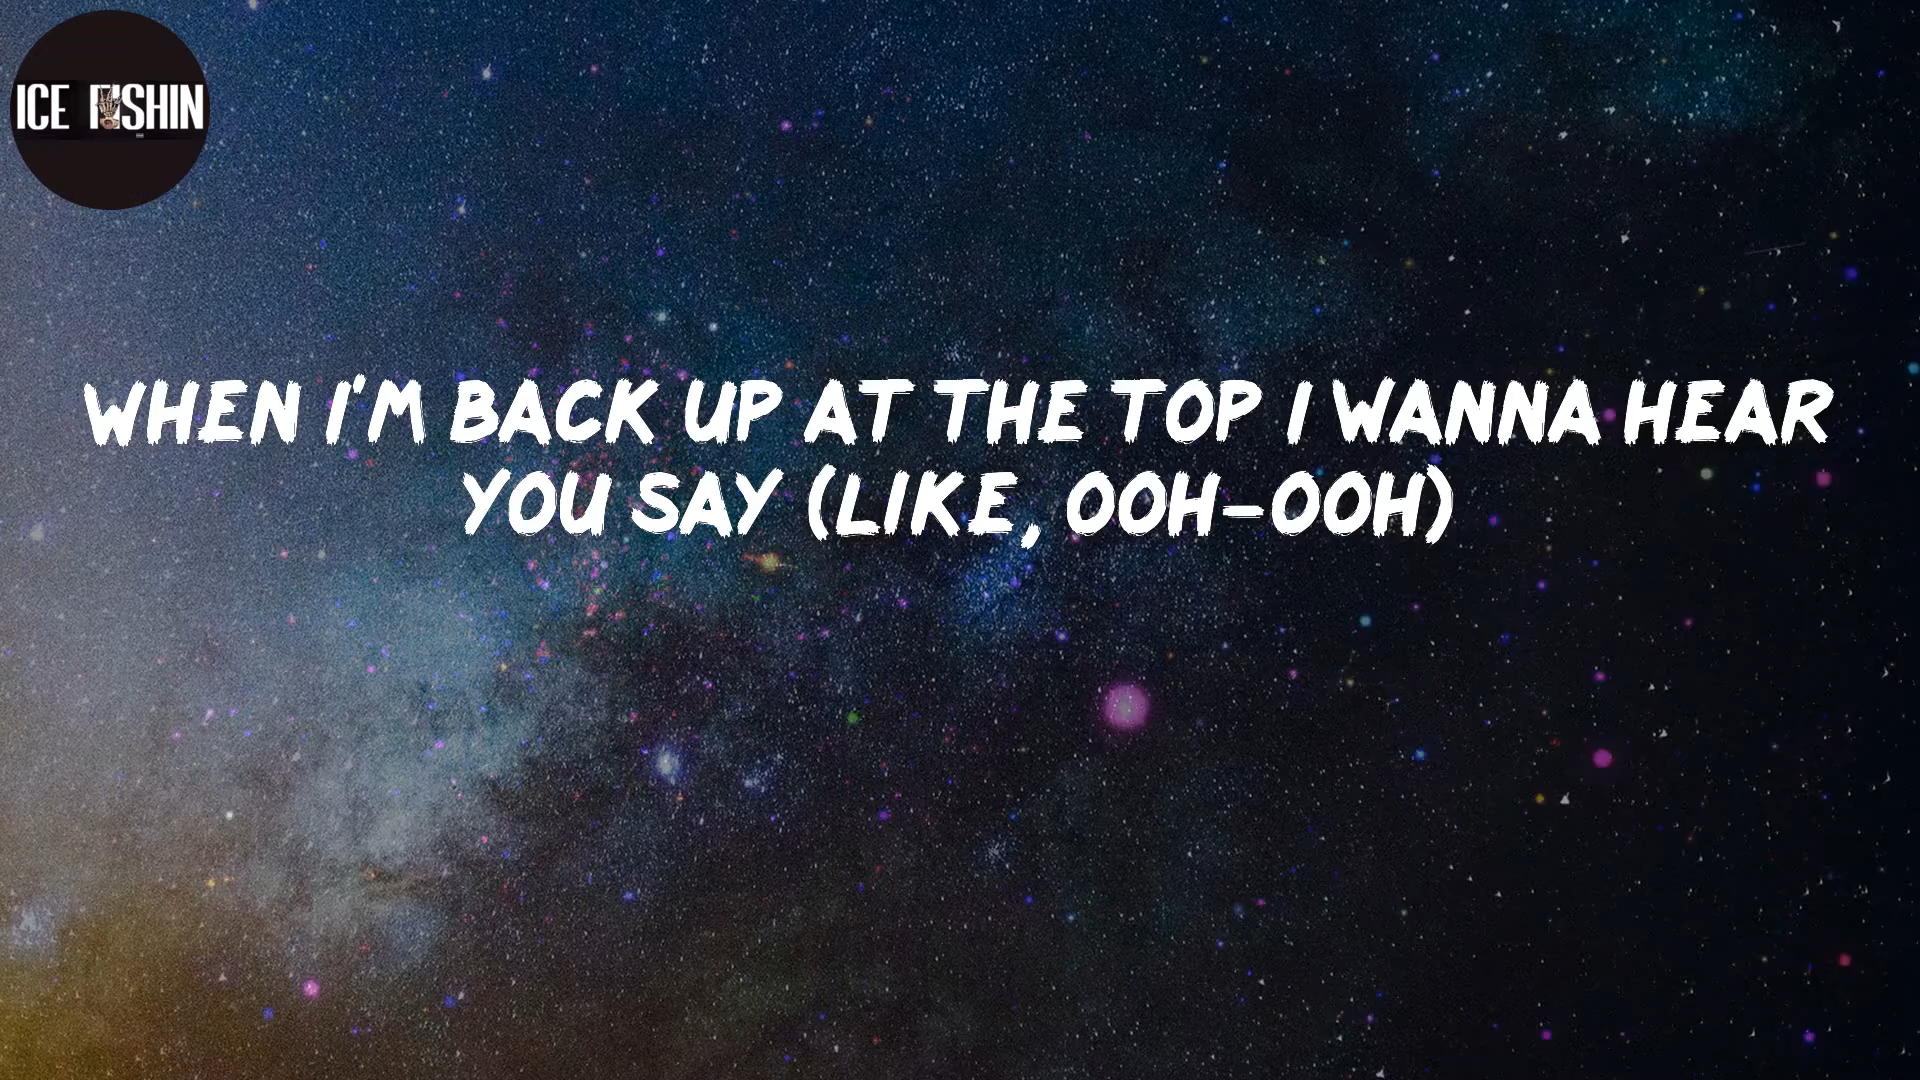 ICE FISHIN
WHEN I'M BACK UP AT THE TOP I WANNA HEAR
YOU SAY (LIKE, OOH-OOH)